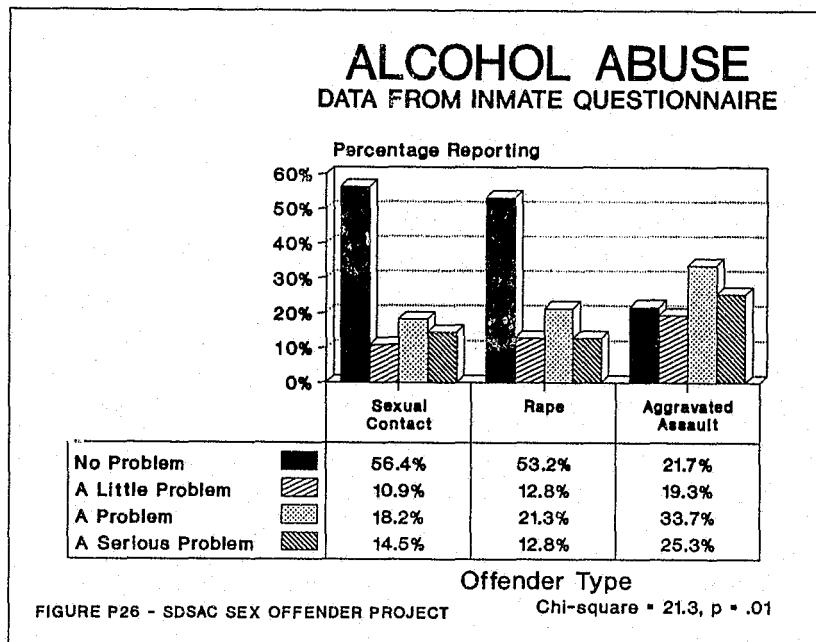 ALCOHOL ABUSE
DATA FROM INMATE QUESTIONNAIRE
Percentage Reporting
60%
50%
40%
30%
20%
10%
0%
Sexual Contact Rape Aggravated Assault
No Problem 56.4% 53.2% 21.7%
A Little Problem 10.9% 12.8% 19.3%
A Problem 18.2% 21.3% 33.7%
A Serious Problem 14.5% 12.8% 25.3%
Offender Type
FIGURE P26 - SDSAC SEX OFFENDER PROJECT Chi-square = 21.3, p = .01